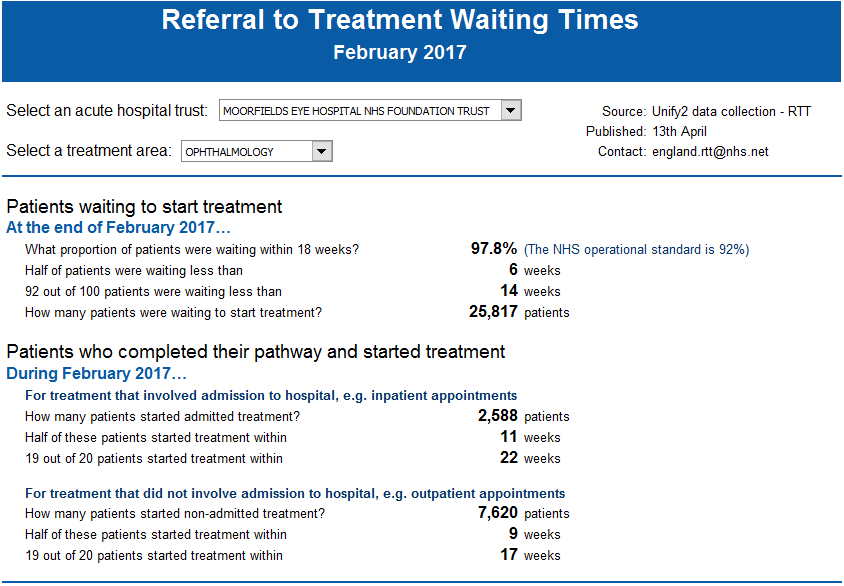 Referral to Treatment Waiting Times
February 2017
Select an acute hospital trust: MOORFIELDS EYE HOSPITAL NHS FOUNDATION TRUST
Source: Unify2 data collection - RTT
Published: 13th April
Select a treatment area: OPHTHALMOLOGY
Contact: england.rtt@nhs.net
Patients waiting to start treatment
At the end of February 2017…
What proportion of patients were waiting within 18 weeks? 97.8% (The NHS operational standard is 92%)
Half of patients were waiting less than 6 weeks
92 out of 100 patients were waiting less than 14 weeks
How many patients were waiting to start treatment? 25,817 patients
Patients who completed their pathway and started treatment
During February 2017…
For treatment that involved admission to hospital, e.g. inpatient appointments
How many patients started admitted treatment? 2,588 patients
Half of these patients started treatment within 11 weeks
19 out of 20 patients started treatment within 22 weeks
For treatment that did not involve admission to hospital, e.g. outpatient appointments
How many patients started non-admitted treatment? 7,620 patients
Half of these patients started treatment within 9 weeks
19 out of 20 patients started treatment within 17 weeks